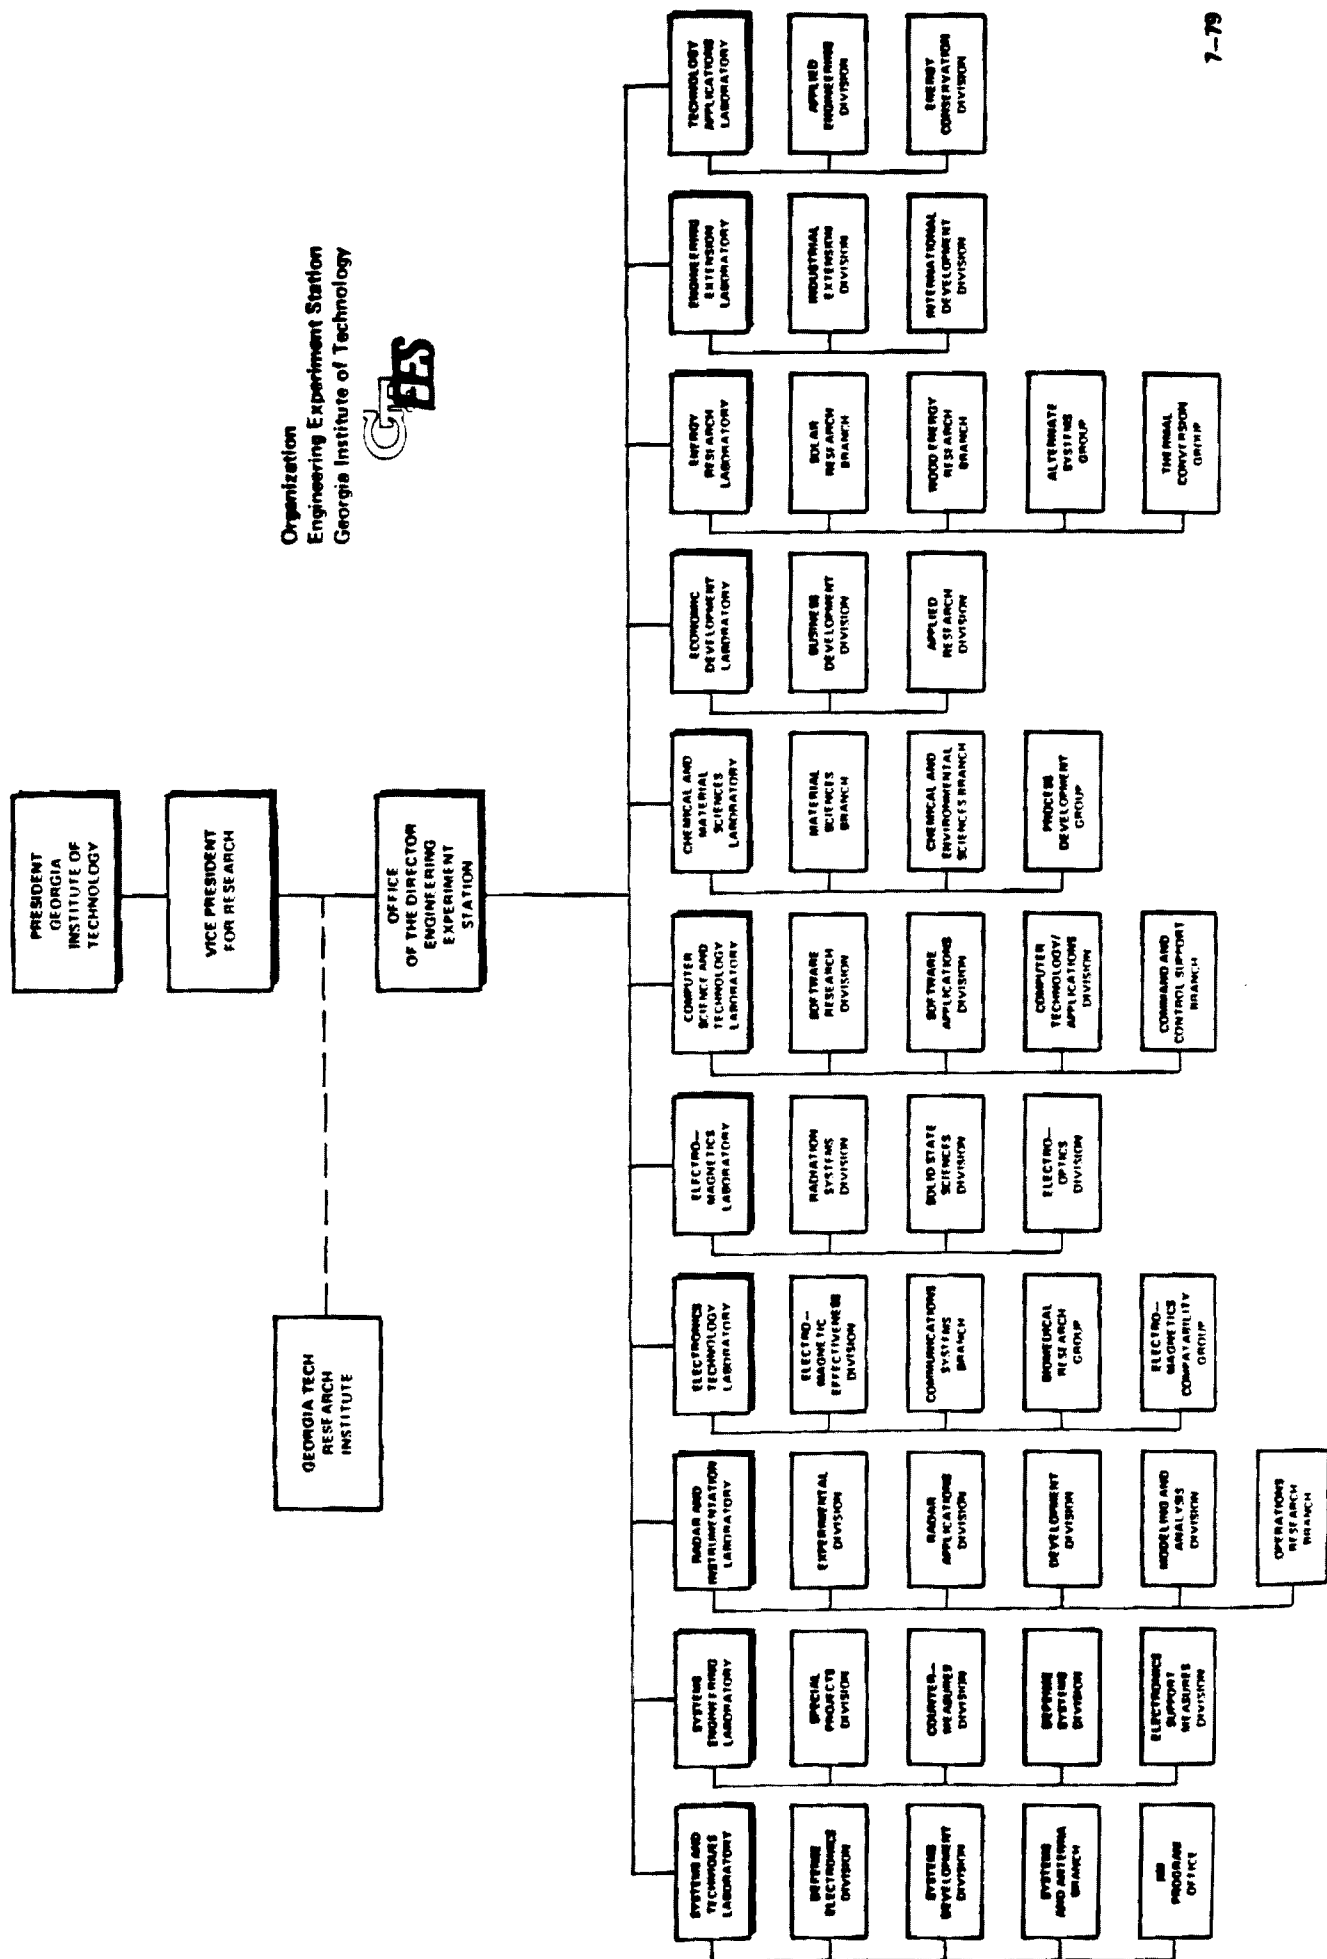 Organization
Engineering Experiment Station
Georgia Institute of Technology
GT EES
PRESIDENT
GEORGIA
INSTITUTE OF
TECHNOLOGY
VICE PRESIDENT
FOR RESEARCH
GEORGIA TECH
RESEARCH
INSTITUTE
OFFICE
OF THE DIRECTOR
ENGINEERING
EXPERIMENT
STATION
SYSTEMS AND
TECHNIQUES
LABORATORY
DEFENSE
ELECTRONICS
DIVISION
SYSTEMS
DEVELOPMENT
DIVISION
SYSTEMS
AND ANTENNA
BRANCH
PROGRAM
OFFICE
SYSTEMS
ENGINEERING
LABORATORY
SPECIAL
PROJECTS
DIVISION
COUNTER—
MEASURES
DIVISION
DEFENSE
SYSTEMS
DIVISION
ELECTRONICS
SUPPORT
MEASURES
DIVISION
RADAR AND
INSTRUMENTATION
LABORATORY
EXPERIMENTAL
DIVISION
RADAR
APPLICATIONS
DIVISION
DEVELOPMENT
DIVISION
MODELING AND
ANALYSIS
DIVISION
OPERATIONS
RESEARCH
BRANCH
ELECTRONICS
TECHNOLOGY
LABORATORY
ELECTRO—
MAGNETIC
EFFECTIVENESS
DIVISION
COMMUNICATIONS
SYSTEMS
BRANCH
BIOMEDICAL
RESEARCH
GROUP
ELECTRO—
MAGNETICS
COMPATABILITY
GROUP
ELECTRO—
MAGNETICS
LABORATORY
RADIATION
SYSTEMS
DIVISION
SOLID STATE
SCIENCES
DIVISION
ELECTRO—
OPTICS
DIVISION
COMPUTER
SCIENCE AND
TECHNOLOGY
LABORATORY
SOFTWARE
RESEARCH
DIVISION
SOFTWARE
APPLICATIONS
DIVISION
COMPUTER
TECHNOLOGY/
APPLICATIONS
DIVISION
COMMAND AND
CONTROL SUPPORT
BRANCH
CHEMICAL AND
MATERIAL
SCIENCES
LABORATORY
MATERIAL
SCIENCES
BRANCH
CHEMICAL AND
ENVIRONMENTAL
SCIENCES BRANCH
PROCESS
DEVELOPMENT
GROUP
ECONOMIC
DEVELOPMENT
LABORATORY
BUSINESS
DEVELOPMENT
DIVISION
APPLIED
RESEARCH
DIVISION
ENERGY
RESEARCH
LABORATORY
SOLAR
RESEARCH
BRANCH
WOOD ENERGY
RESEARCH
BRANCH
ALTERNATE
SYSTEMS
GROUP
THERMAL
CONVERSION
GROUP
ENGINEERING
EXTENSION
LABORATORY
INDUSTRIAL
EXTENSION
DIVISION
INTERNATIONAL
DEVELOPMENT
DIVISION
TECHNOLOGY
APPLICATIONS
LABORATORY
APPLIED
ENGINEERING
DIVISION
ENERGY
CONSERVATION
DIVISION
7—79